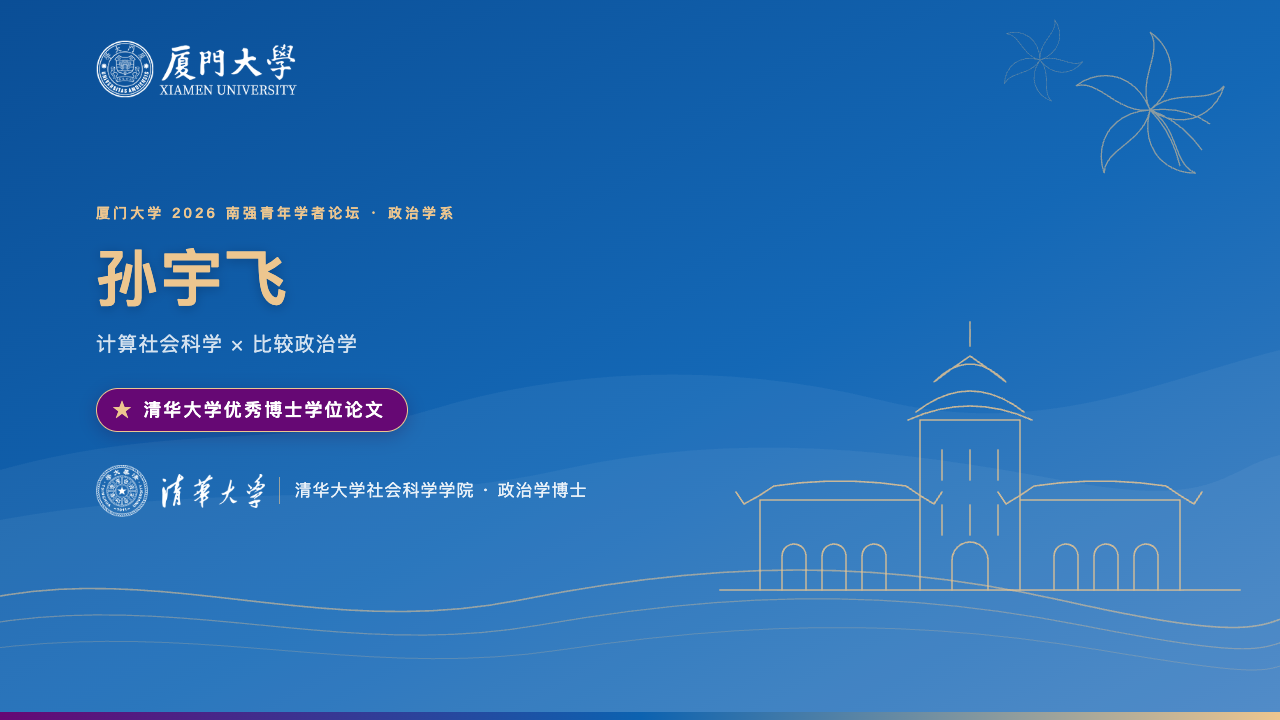 廈門大學
XIAMEN UNIVERSITY
厦门大学 2026 南强青年学者论坛 · 政治学系
孙宇飞
计算社会科学 × 比较政治学
★ 清华大学优秀博士学位论文
清華大学
清华大学社会科学学院 · 政治学博士